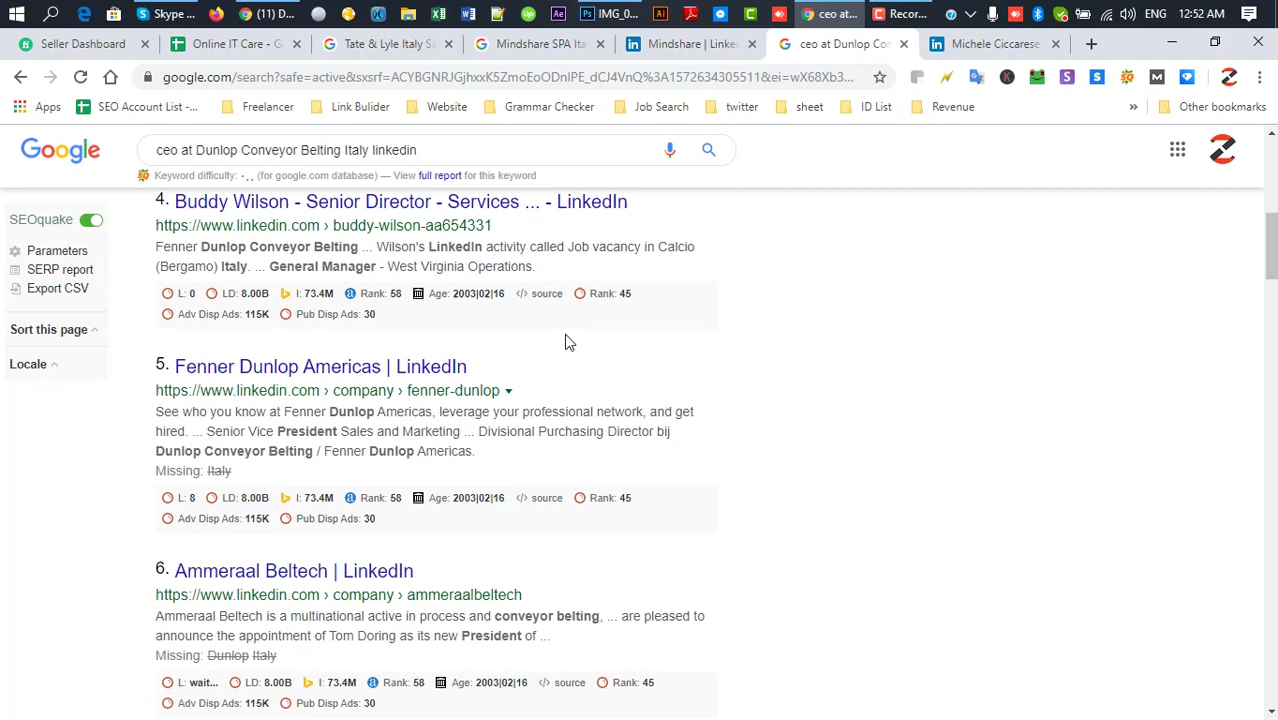 Skype ...
(1) D...
IMG_0...
ceo at...
Recor...
ENG
12:52 AM
Seller Dashboard
Online IT Care - G
Tate & Lyle Italy Sa
Mindshare SPA Ita
Mindshare | Linke
ceo at Dunlop Con
Michele Ciccarese
google.com/search?safe=active&sxsrf=ACYBGNRJGjhxxK5ZmoEoODnlPE_dCJ4VnQ%3A1572634305511&ei=wX68Xb3...
Apps
SEO Account List -...
Freelancer
Link Bulider
Website
Grammar Checker
Job Search
twitter
sheet
ID List
Revenue
»
Other bookmarks
Google
ceo at Dunlop Conveyor Belting Italy linkedin
Keyword difficulty: · . . (for google.com database) — View full report for this keyword
SEOquake
Parameters
SERP report
Export CSV
Sort this page
Locale
4. Buddy Wilson - Senior Director - Services ... - LinkedIn
https://www.linkedin.com › buddy-wilson-aa654331
Fenner Dunlop Conveyor Belting ... Wilson's LinkedIn activity called Job vacancy in Calcio
(Bergamo) Italy. ... General Manager - West Virginia Operations.
L: 0 LD: 8.00B I: 73.4M Rank: 58 Age: 2003|02|16 </> source Rank: 45
Adv Disp Ads: 115K Pub Disp Ads: 30
5. Fenner Dunlop Americas | LinkedIn
https://www.linkedin.com › company › fenner-dunlop
See who you know at Fenner Dunlop Americas, leverage your professional network, and get
hired. ... Senior Vice President Sales and Marketing ... Divisional Purchasing Director bij
Dunlop Conveyor Belting / Fenner Dunlop Americas.
Missing: Italy
L: 8 LD: 8.00B I: 73.4M Rank: 58 Age: 2003|02|16 </> source Rank: 45
Adv Disp Ads: 115K Pub Disp Ads: 30
6. Ammeraal Beltech | LinkedIn
https://www.linkedin.com › company › ammeraalbeltech
Ammeraal Beltech is a multinational active in process and conveyor belting, ... are pleased to
announce the appointment of Tom Doring as its new President of ...
Missing: Dunlop Italy
L: wait... LD: 8.00B I: 73.4M Rank: 58 Age: 2003|02|16 </> source Rank: 45
Adv Disp Ads: 115K Pub Disp Ads: 30